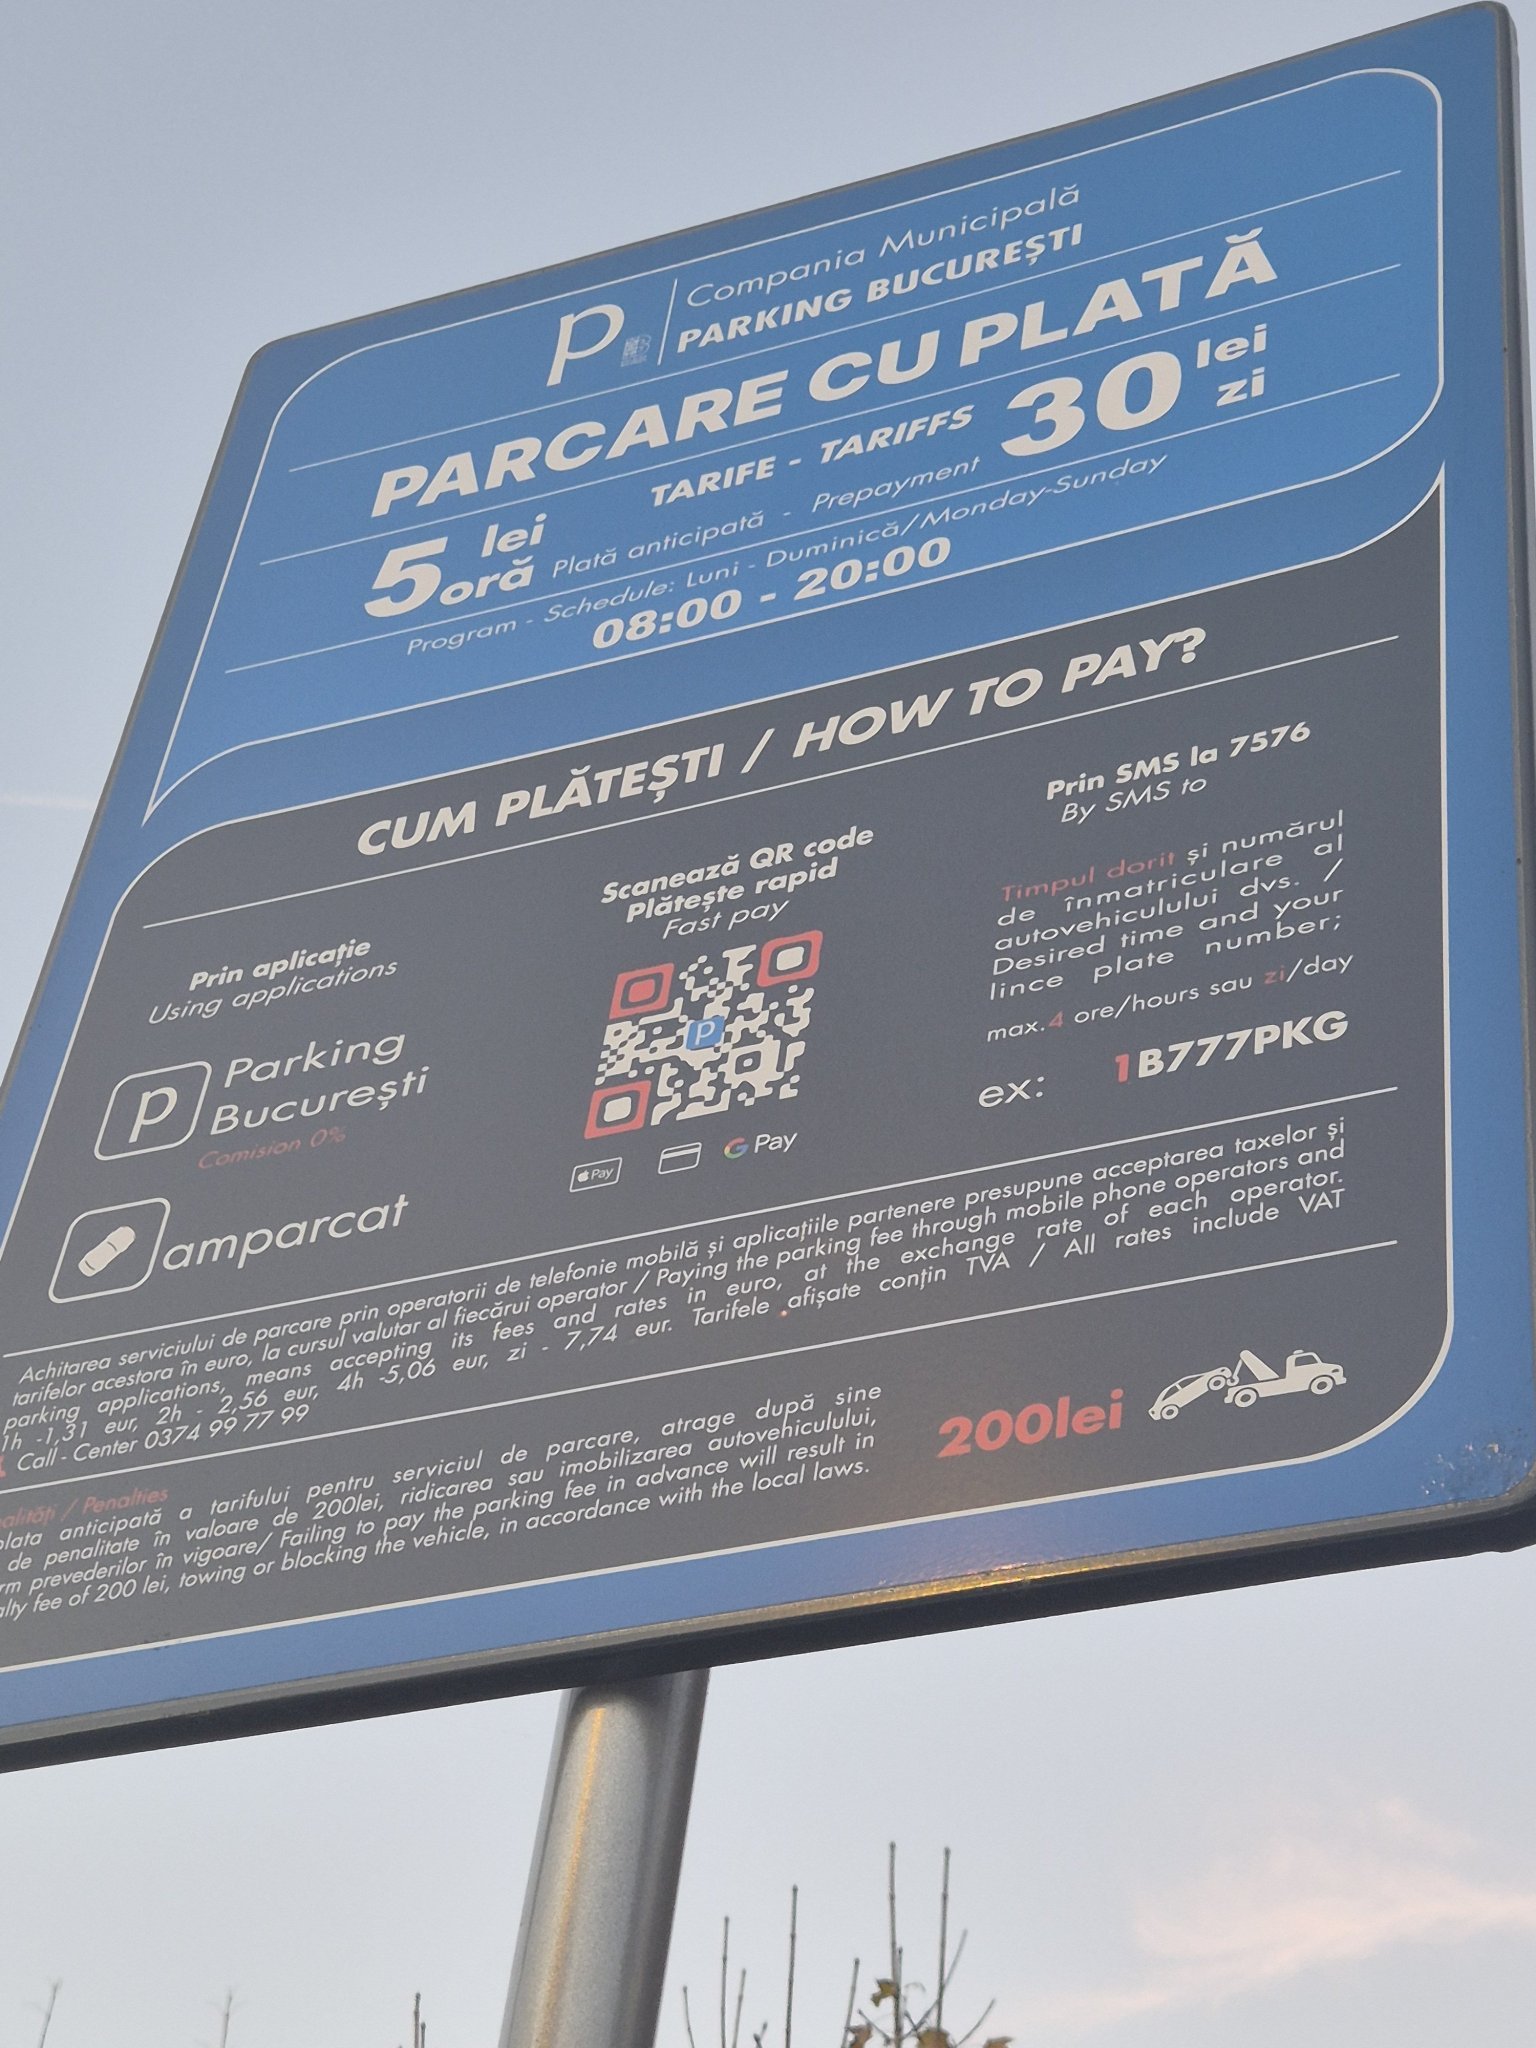 Compania Municipală
PARKING BUCUREȘTI
PARCARE CU PLATĂ
TARIFE - TARIFFS
5 lei oră
Plată anticipată - Prepayment
30 lei zi
Program - Schedule: Luni - Duminică/Monday-Sunday
08:00 - 20:00
CUM PLĂTEȘTI / HOW TO PAY?
Prin aplicație
Using applications
P Parking
București
Comision 0%
amparcat
Scanează QR code
Plătește rapid
Fast pay
P
Pay
G Pay
Prin SMS la 7576
By SMS to
Timpul dorit și numărul
de înmatriculare al
autovehiculului dvs. /
Desired time and your
lince plate number;
max.4 ore/hours sau zi/day
ex: 1B777PKG
Achitarea serviciului de parcare prin operatorii de telefonie mobilă și aplicațiile partenere presupune acceptarea taxelor și
tarifelor acestora în euro, la cursul valutar al fiecărui operator / Paying the parking fee through mobile phone operators and
parking applications, means accepting its fees and rates in euro, at the exchange rate of each operator.
1h -1,31 eur, 2h - 2,56 eur, 4h -5,06 eur, zi - 7,74 eur. Tarifele afișate conțin TVA / All rates include VAT
Call - Center 0374 99 77 99
/ Penalties
anticipată a tarifului pentru serviciul de parcare, atrage după sine
de penalitate în valoare de 200lei, ridicarea sau imobilizarea autovehiculului,
prevederilor în vigoare/ Failing to pay the parking fee in advance will result in
fee of 200 lei, towing or blocking the vehicle, in accordance with the local laws.
200lei